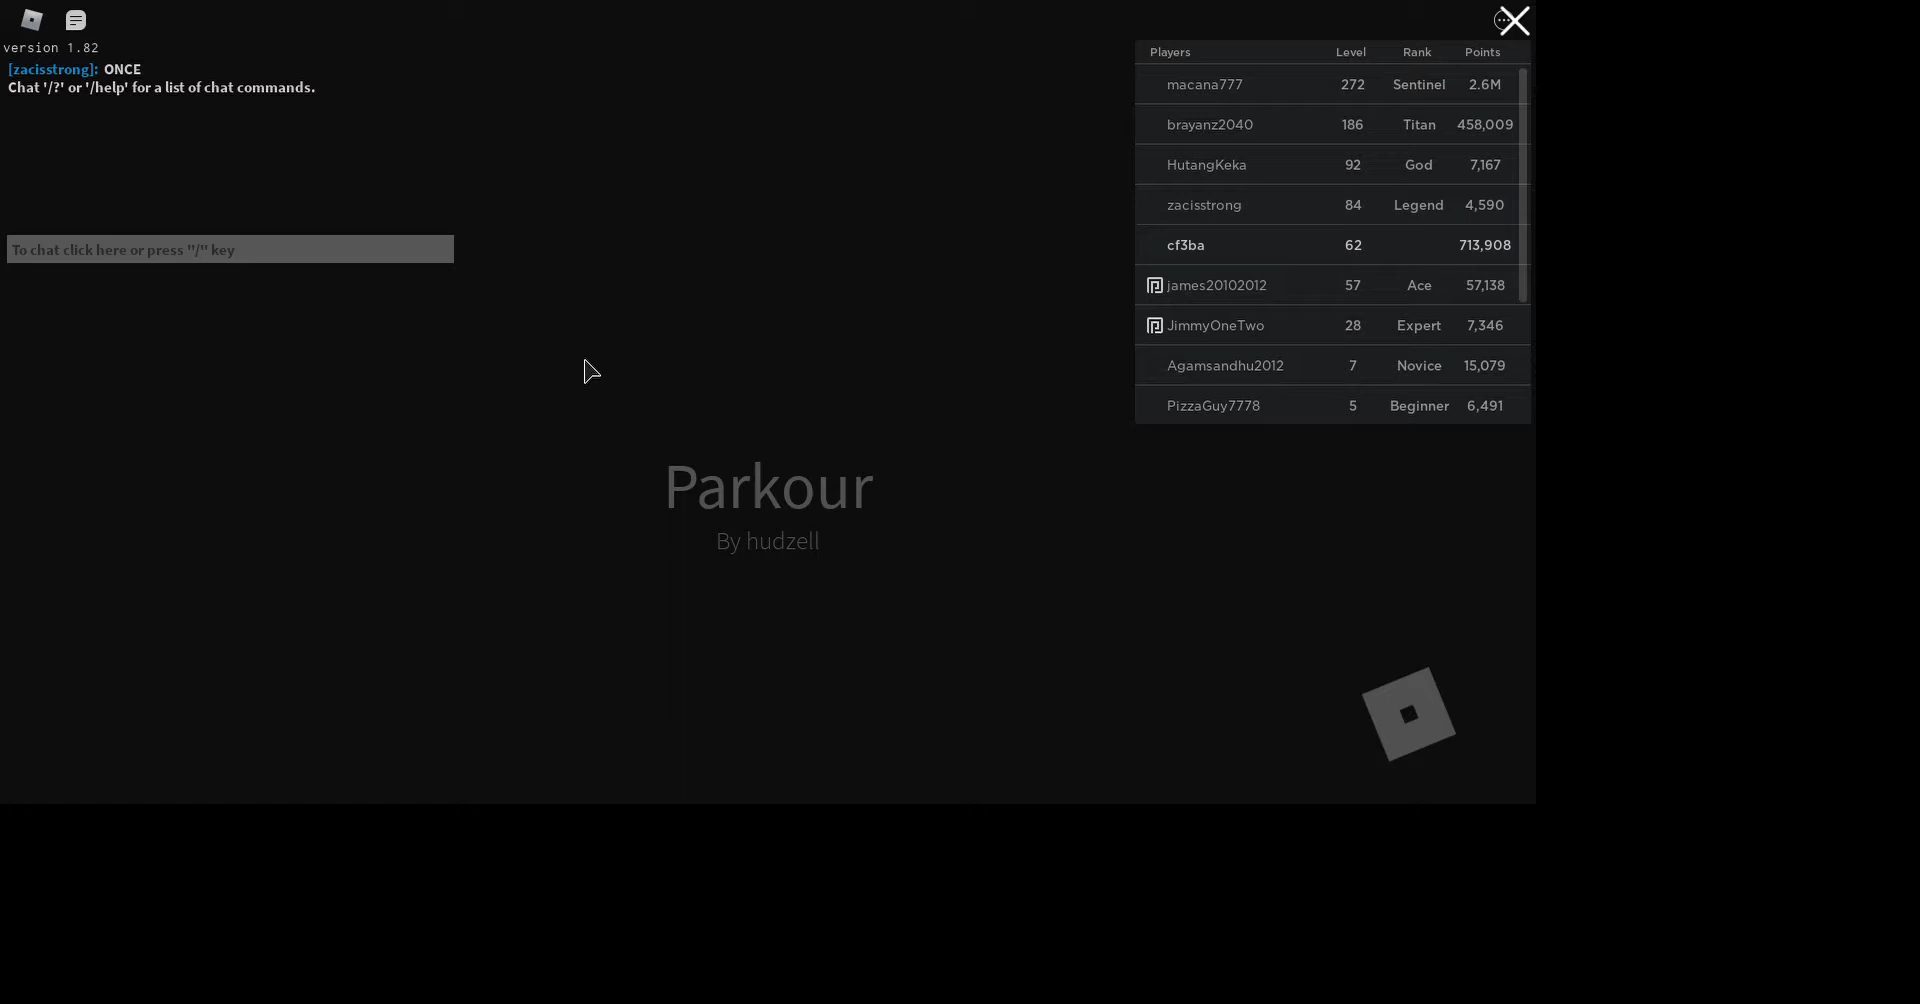 version 1.82
[zacisstrong]: ONCE
Chat '/?' or '/help' for a list of chat commands.
To chat click here or press "/" key
Players Level Rank Points
macana777 272 Sentinel 2.6M
brayanz2040 186 Titan 458,009
HutangKeka 92 God 7,167
zacisstrong 84 Legend 4,590
cf3ba 62 713,908
james20102012 57 Ace 57,138
JimmyOneTwo 28 Expert 7,346
Agamsandhu2012 7 Novice 15,079
PizzaGuy7778 5 Beginner 6,491
Parkour
By hudzell